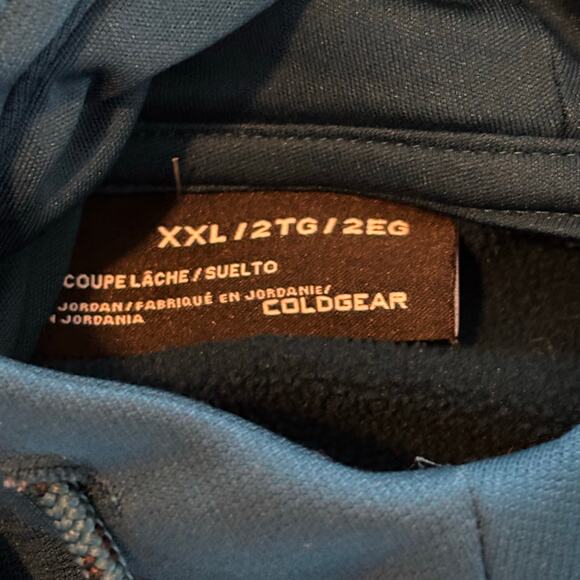 XXL/2TG/2EG
COUPE LÂCHE/SUELTO
JORDAN/FABRIQUÉ EN JORDANIE/
JORDANIA
COLDGEAR